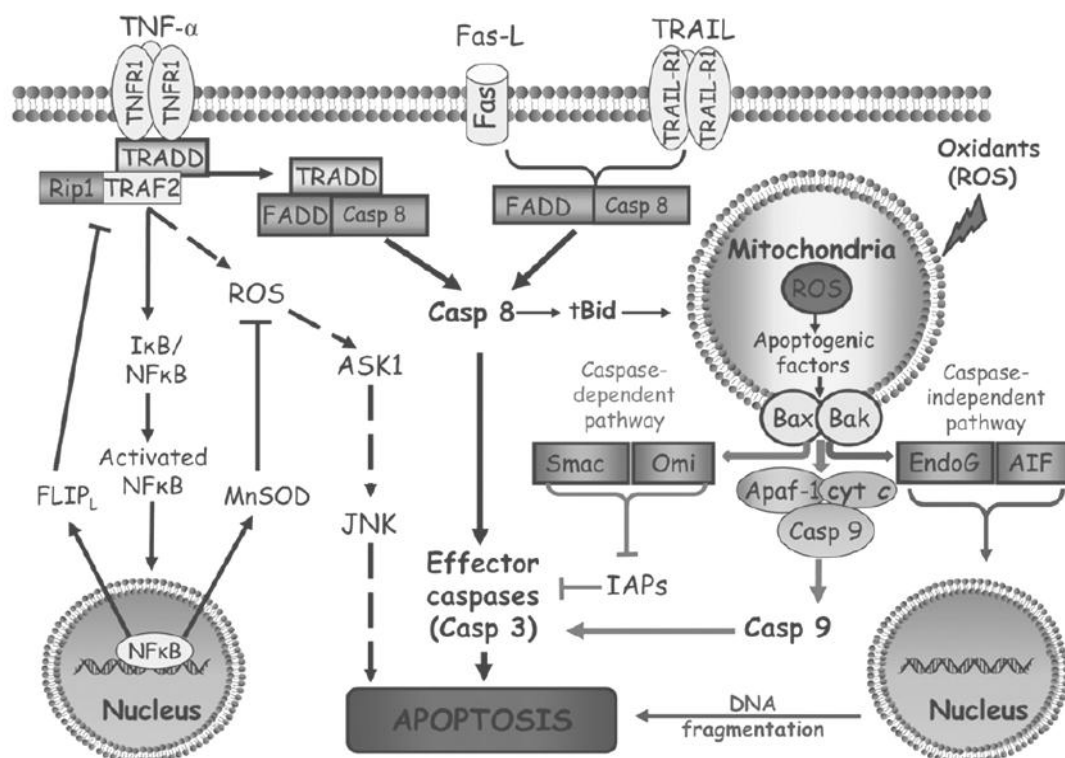 TNF-α
TNFR1
TNFR1
TRADD
Rip1
TRAF2
Fas-L
Fas
TRAIL
TRAIL-R1
TRAIL-R1
TRADD
FADD
Casp 8
FADD
Casp 8
Oxidants
(ROS)
Mitochondria
ROS
Apoptogenic
factors
Bax
Bak
ROS
Casp 8
tBid
IκB/
NFκB
ASK1
Caspase-
dependent
pathway
Caspase-
independent
pathway
Smac
Omi
EndoG
AIF
Apaf-1
cyt c
Casp 9
Activated
NFκB
FLIPL
MnSOD
JNK
Effector
caspases
(Casp 3)
IAPs
Casp 9
NFκB
Nucleus
APOPTOSIS
DNA
fragmentation
Nucleus